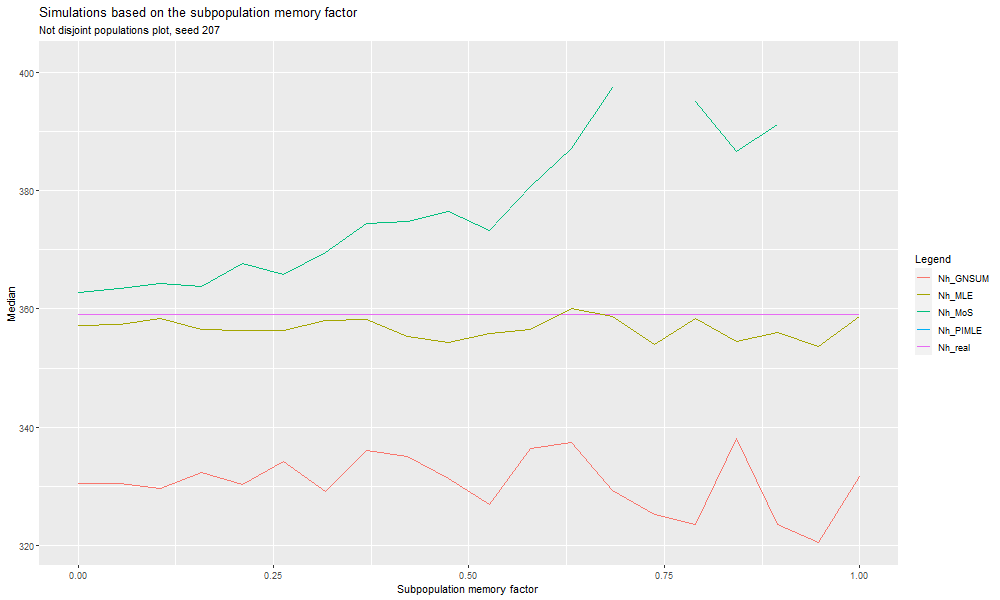 Simulations based on the subpopulation memory factor
Not disjoint populations plot, seed 207
400
380
360
340
320
Median
0.00
0.25
0.50
0.75
1.00
Subpopulation memory factor
Legend
Nh_GNSUM
Nh_MLE
Nh_MoS
Nh_PIMLE
Nh_real